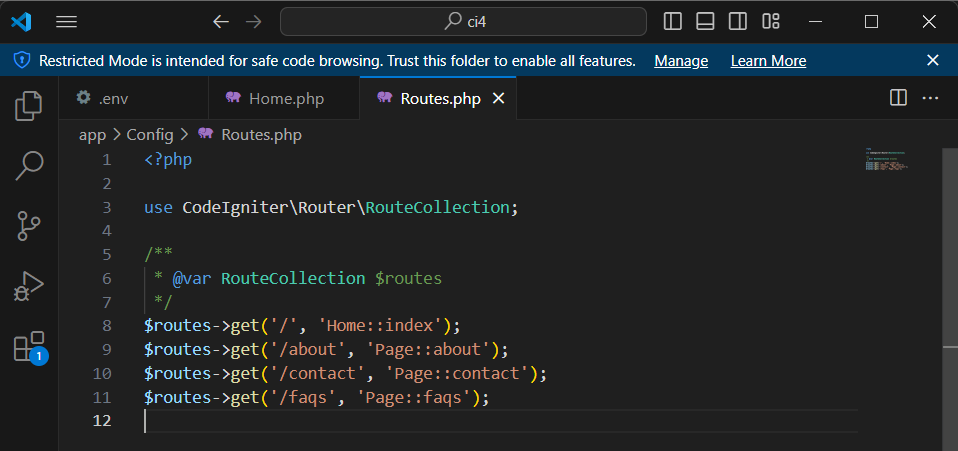 ci4
Restricted Mode is intended for safe code browsing. Trust this folder to enable all features. Manage Learn More
.env Home.php Routes.php
app > Config > Routes.php
1 <?php
2
3 use CodeIgniter\Router\RouteCollection;
4
5 /**
6 * @var RouteCollection $routes
7 */
8 $routes->get('/', 'Home::index');
9 $routes->get('/about', 'Page::about');
10 $routes->get('/contact', 'Page::contact');
11 $routes->get('/faqs', 'Page::faqs');
12
1